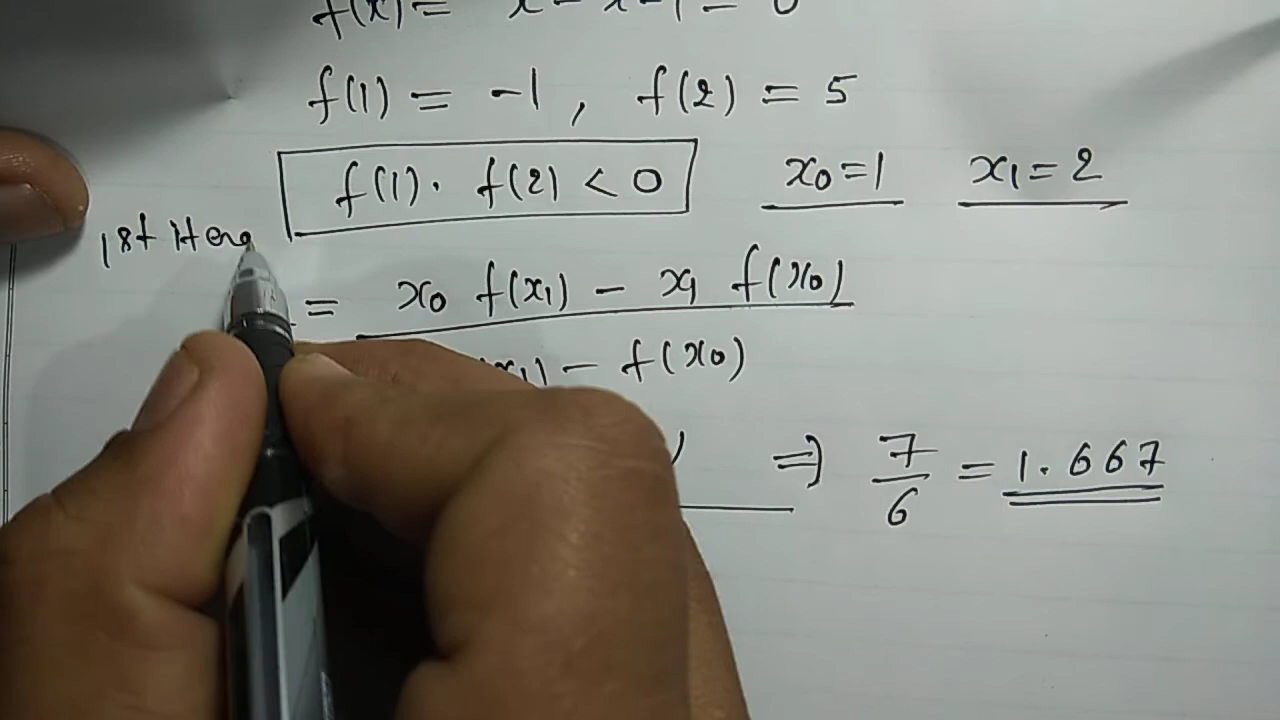 f(x) =
f(1) = -1, f(2) = 5
f(1). f(2) < 0 x0=1 x1=2
1st
= x0 f(x1) - x1 f(x0)
x1) - f(x0)
⇒ 7/6 = 1.667